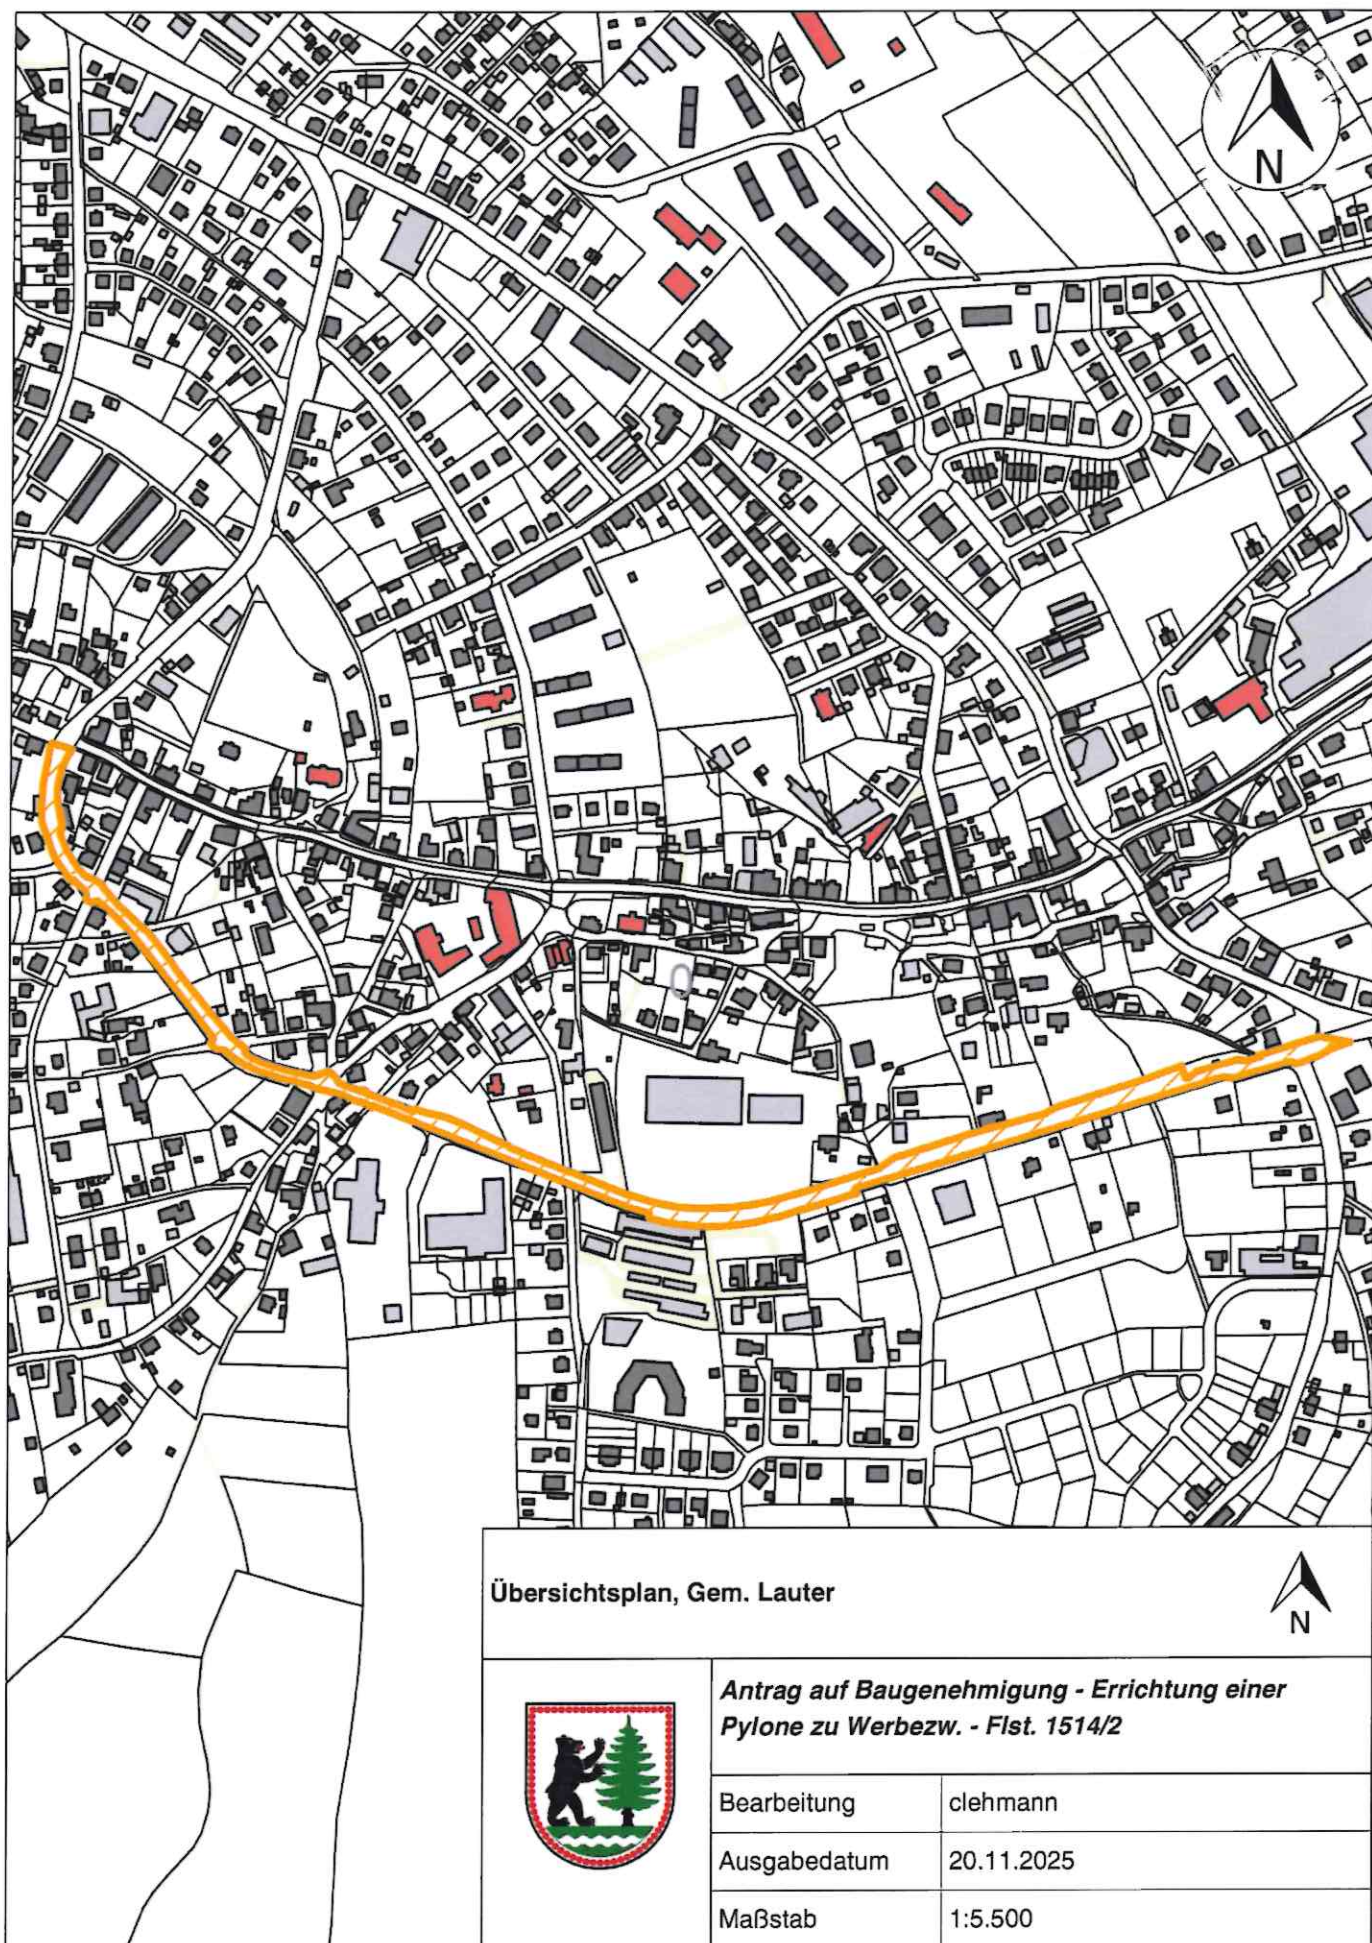 N
0
Übersichtsplan, Gem. Lauter
N
Antrag auf Baugenehmigung - Errichtung einer
Pylone zu Werbezw. - Flst. 1514/2
Bearbeitung clehmann
Ausgabedatum 20.11.2025
Maßstab 1:5.500